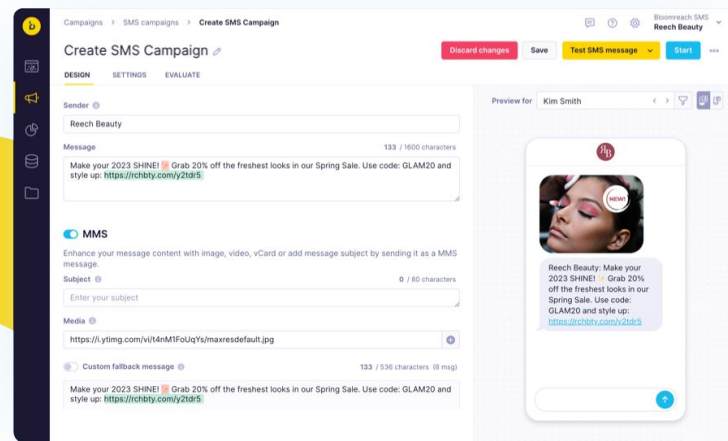 Campaigns > SMS campaigns > Create SMS Campaign
Bloomreach SMS
Reech Beauty
Create SMS Campaign
Discard changes
Save
Test SMS message
Start
DESIGN
SETTINGS
EVALUATE
Sender
Reech Beauty
Message
133 / 1600 characters
Make your 2023 SHINE! Grab 20% off the freshest looks in our Spring Sale. Use code: GLAM20 and
style up: https://rchbty.com/y2tdr5
MMS
Enhance your message content with image, video, vCard or add message subject by sending it as a MMS
message.
Subject
0 / 80 characters
Enter your subject
Media
https://i.ytimg.com/vi/t4nM1FoUqYs/maxresdefault.jpg
Custom fallback message
133 / 536 characters (8 msg)
Make your 2023 SHINE! Grab 20% off the freshest looks in our Spring Sale. Use code: GLAM20 and
style up: https://rchbty.com/y2tdr5
Preview for
Kim Smith
RB
NEW!
Reech Beauty: Make your
2023 SHINE! ✨ Grab 20%
off the freshest looks in our
Spring Sale. Use code:
GLAM20 and style up:
https://rchbty.com/y2tdr5